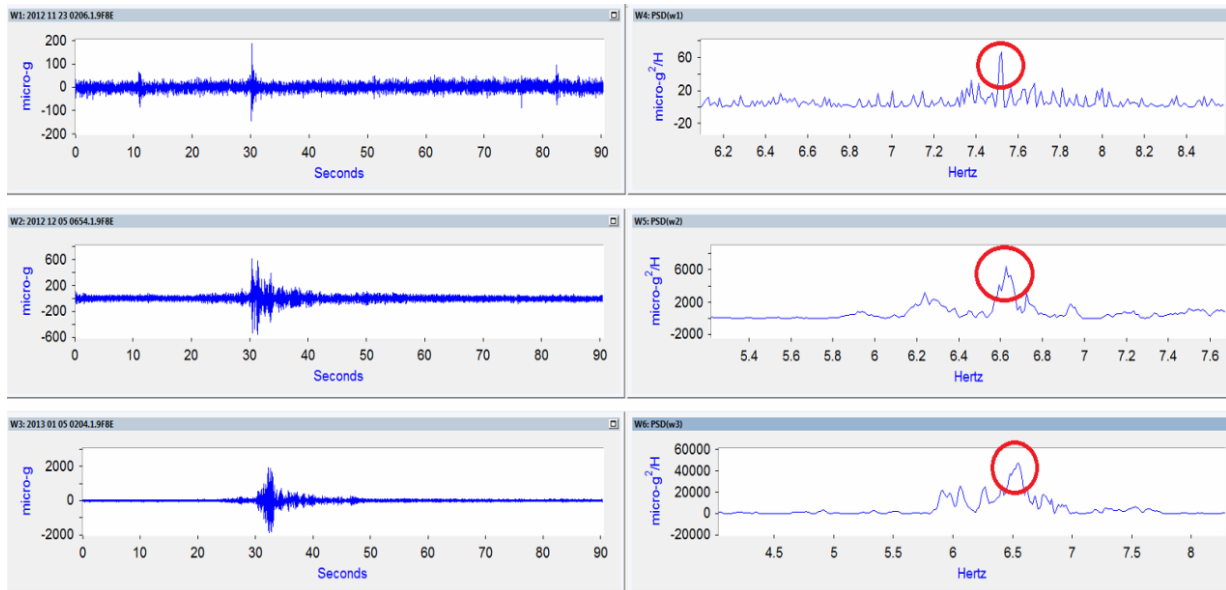 W1: 2012 11 23 0206.1.9F8E
micro-g
200
100
0
-100
-200
0 10 20 30 40 50 60 70 80 90
Seconds
W4: PSD(w1)
micro-g^2/H
60
20
-20
6.2 6.4 6.6 6.8 7 7.2 7.4 7.6 7.8 8 8.2 8.4
Hertz
W2: 2012 12 05 0654.1.9F8E
micro-g
600
200
-200
-600
0 10 20 30 40 50 60 70 80 90
Seconds
W5: PSD(w2)
micro-g^2/H
6000
2000
-2000
5.4 5.6 5.8 6 6.2 6.4 6.6 6.8 7 7.2 7.4 7.6
Hertz
W3: 2013 01 05 0204.1.9F8E
micro-g
2000
0
-2000
0 10 20 30 40 50 60 70 80 90
Seconds
W6: PSD(w3)
micro-g^2/H
60000
40000
20000
0
-20000
4.5 5 5.5 6 6.5 7 7.5 8
Hertz